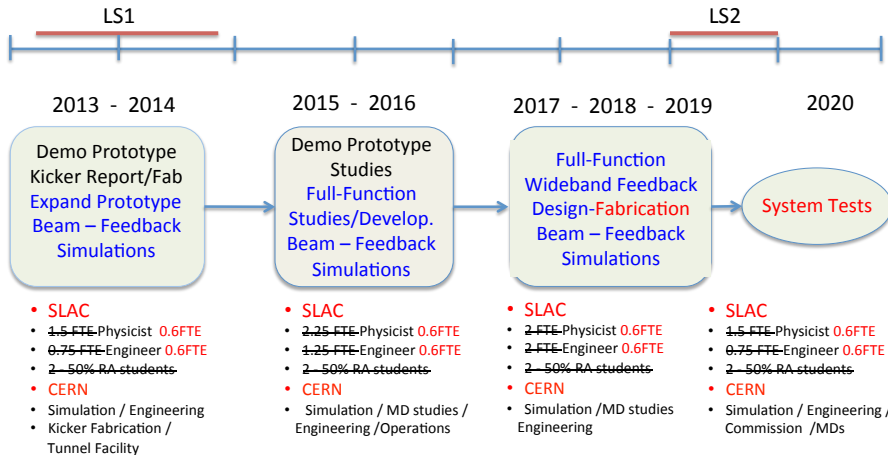 LS1
LS2
2013 - 2014
2015 - 2016
2017 - 2018 - 2019
2020
Demo Prototype
Kicker Report/Fab
Expand Prototype
Beam – Feedback
Simulations
Demo Prototype
Studies
Full-Function
Studies/Develop.
Beam – Feedback
Simulations
Full-Function
Wideband Feedback
Design-Fabrication
Beam – Feedback
Simulations
System Tests
• SLAC
• 1.5 FTE Physicist 0.6FTE
• 0.75 FTE Engineer 0.6FTE
• 2 - 50% RA students
• CERN
• Simulation / Engineering
• Kicker Fabrication /
Tunnel Facility
• SLAC
• 2.25 FTE Physicist 0.6FTE
• 1.25 FTE Engineer 0.6FTE
• 2 - 50% RA students
• CERN
• Simulation / MD studies /
Engineering /Operations
• SLAC
• 2 FTE Physicist 0.6FTE
• 2 FTE Engineer 0.6FTE
• 2 - 50% RA students
• CERN
• Simulation /MD studies
Engineering
• SLAC
• 1.5 FTE Physicist 0.6FTE
• 0.75 FTE Engineer 0.6FTE
• 2 - 50% RA students
• CERN
• Simulation / Engineering /
Commission /MDs